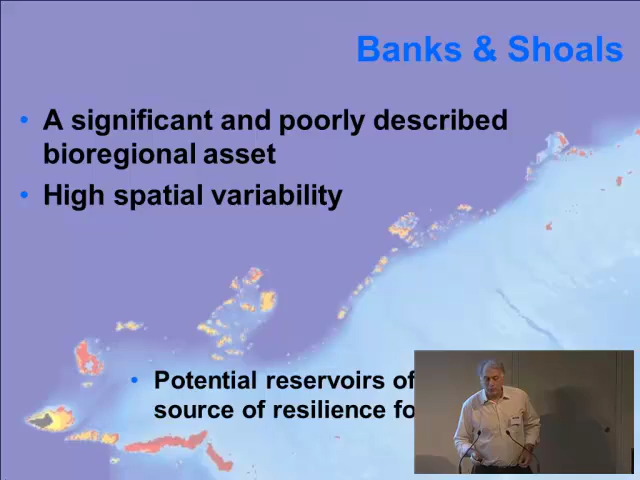 Banks & Shoals
• A significant and poorly described
bioregional asset
• High spatial variability
• Potential reservoirs of
source of resilience fo